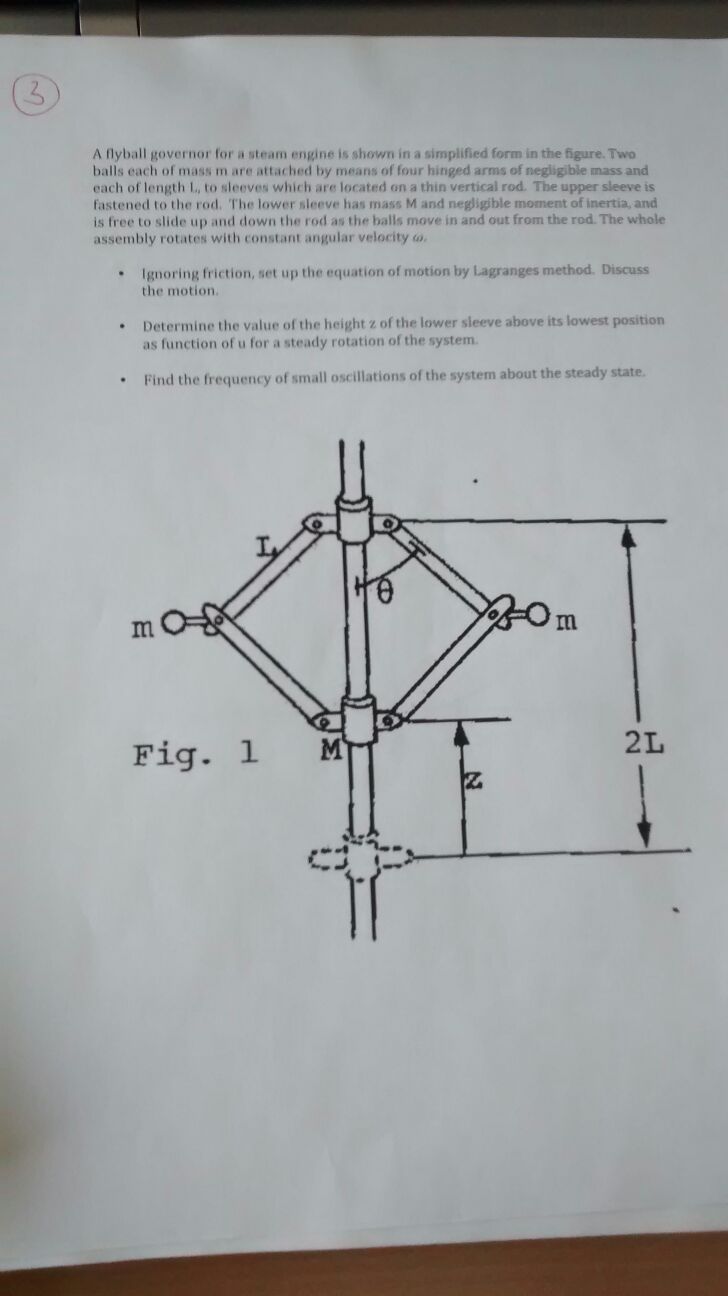 3
A flyball governor for a steam engine is shown in a simplified form in the figure. Two
balls each of mass m are attached by means of four hinged arms of negligible mass and
each of length L, to sleeves which are located on a thin vertical rod. The upper sleeve is
fastened to the rod. The lower sleeve has mass M and negligible moment of inertia, and
is free to slide up and down the rod as the balls move in and out from the rod. The whole
assembly rotates with constant angular velocity ω.
• Ignoring friction, set up the equation of motion by Lagranges method. Discuss
the motion.
• Determine the value of the height z of the lower sleeve above its lowest position
as function of u for a steady rotation of the system.
• Find the frequency of small oscillations of the system about the steady state.
L
θ
m
m
M
2L
Fig. 1
z